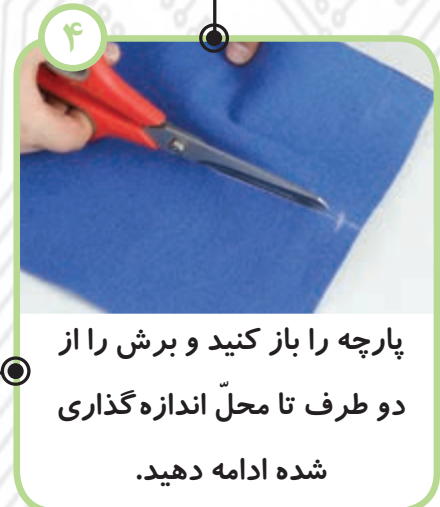 ۴
پارچه را باز کنید و برش را از
دو طرف تا محلّ اندازه‌گذاری
شده ادامه دهید.